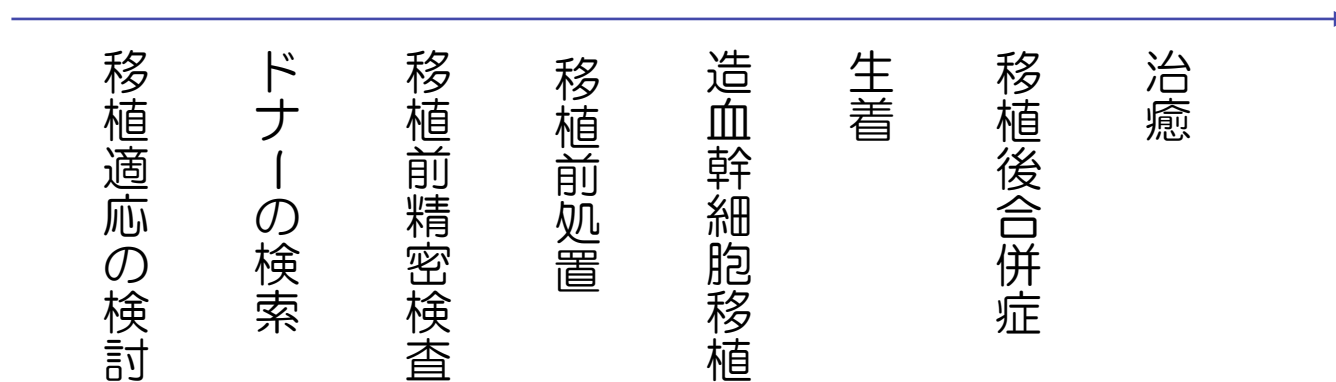 移植適応の検討
ドナーの検索
移植前精密検査
移植前処置
造血幹細胞移植
生着
移植後合併症
治癒